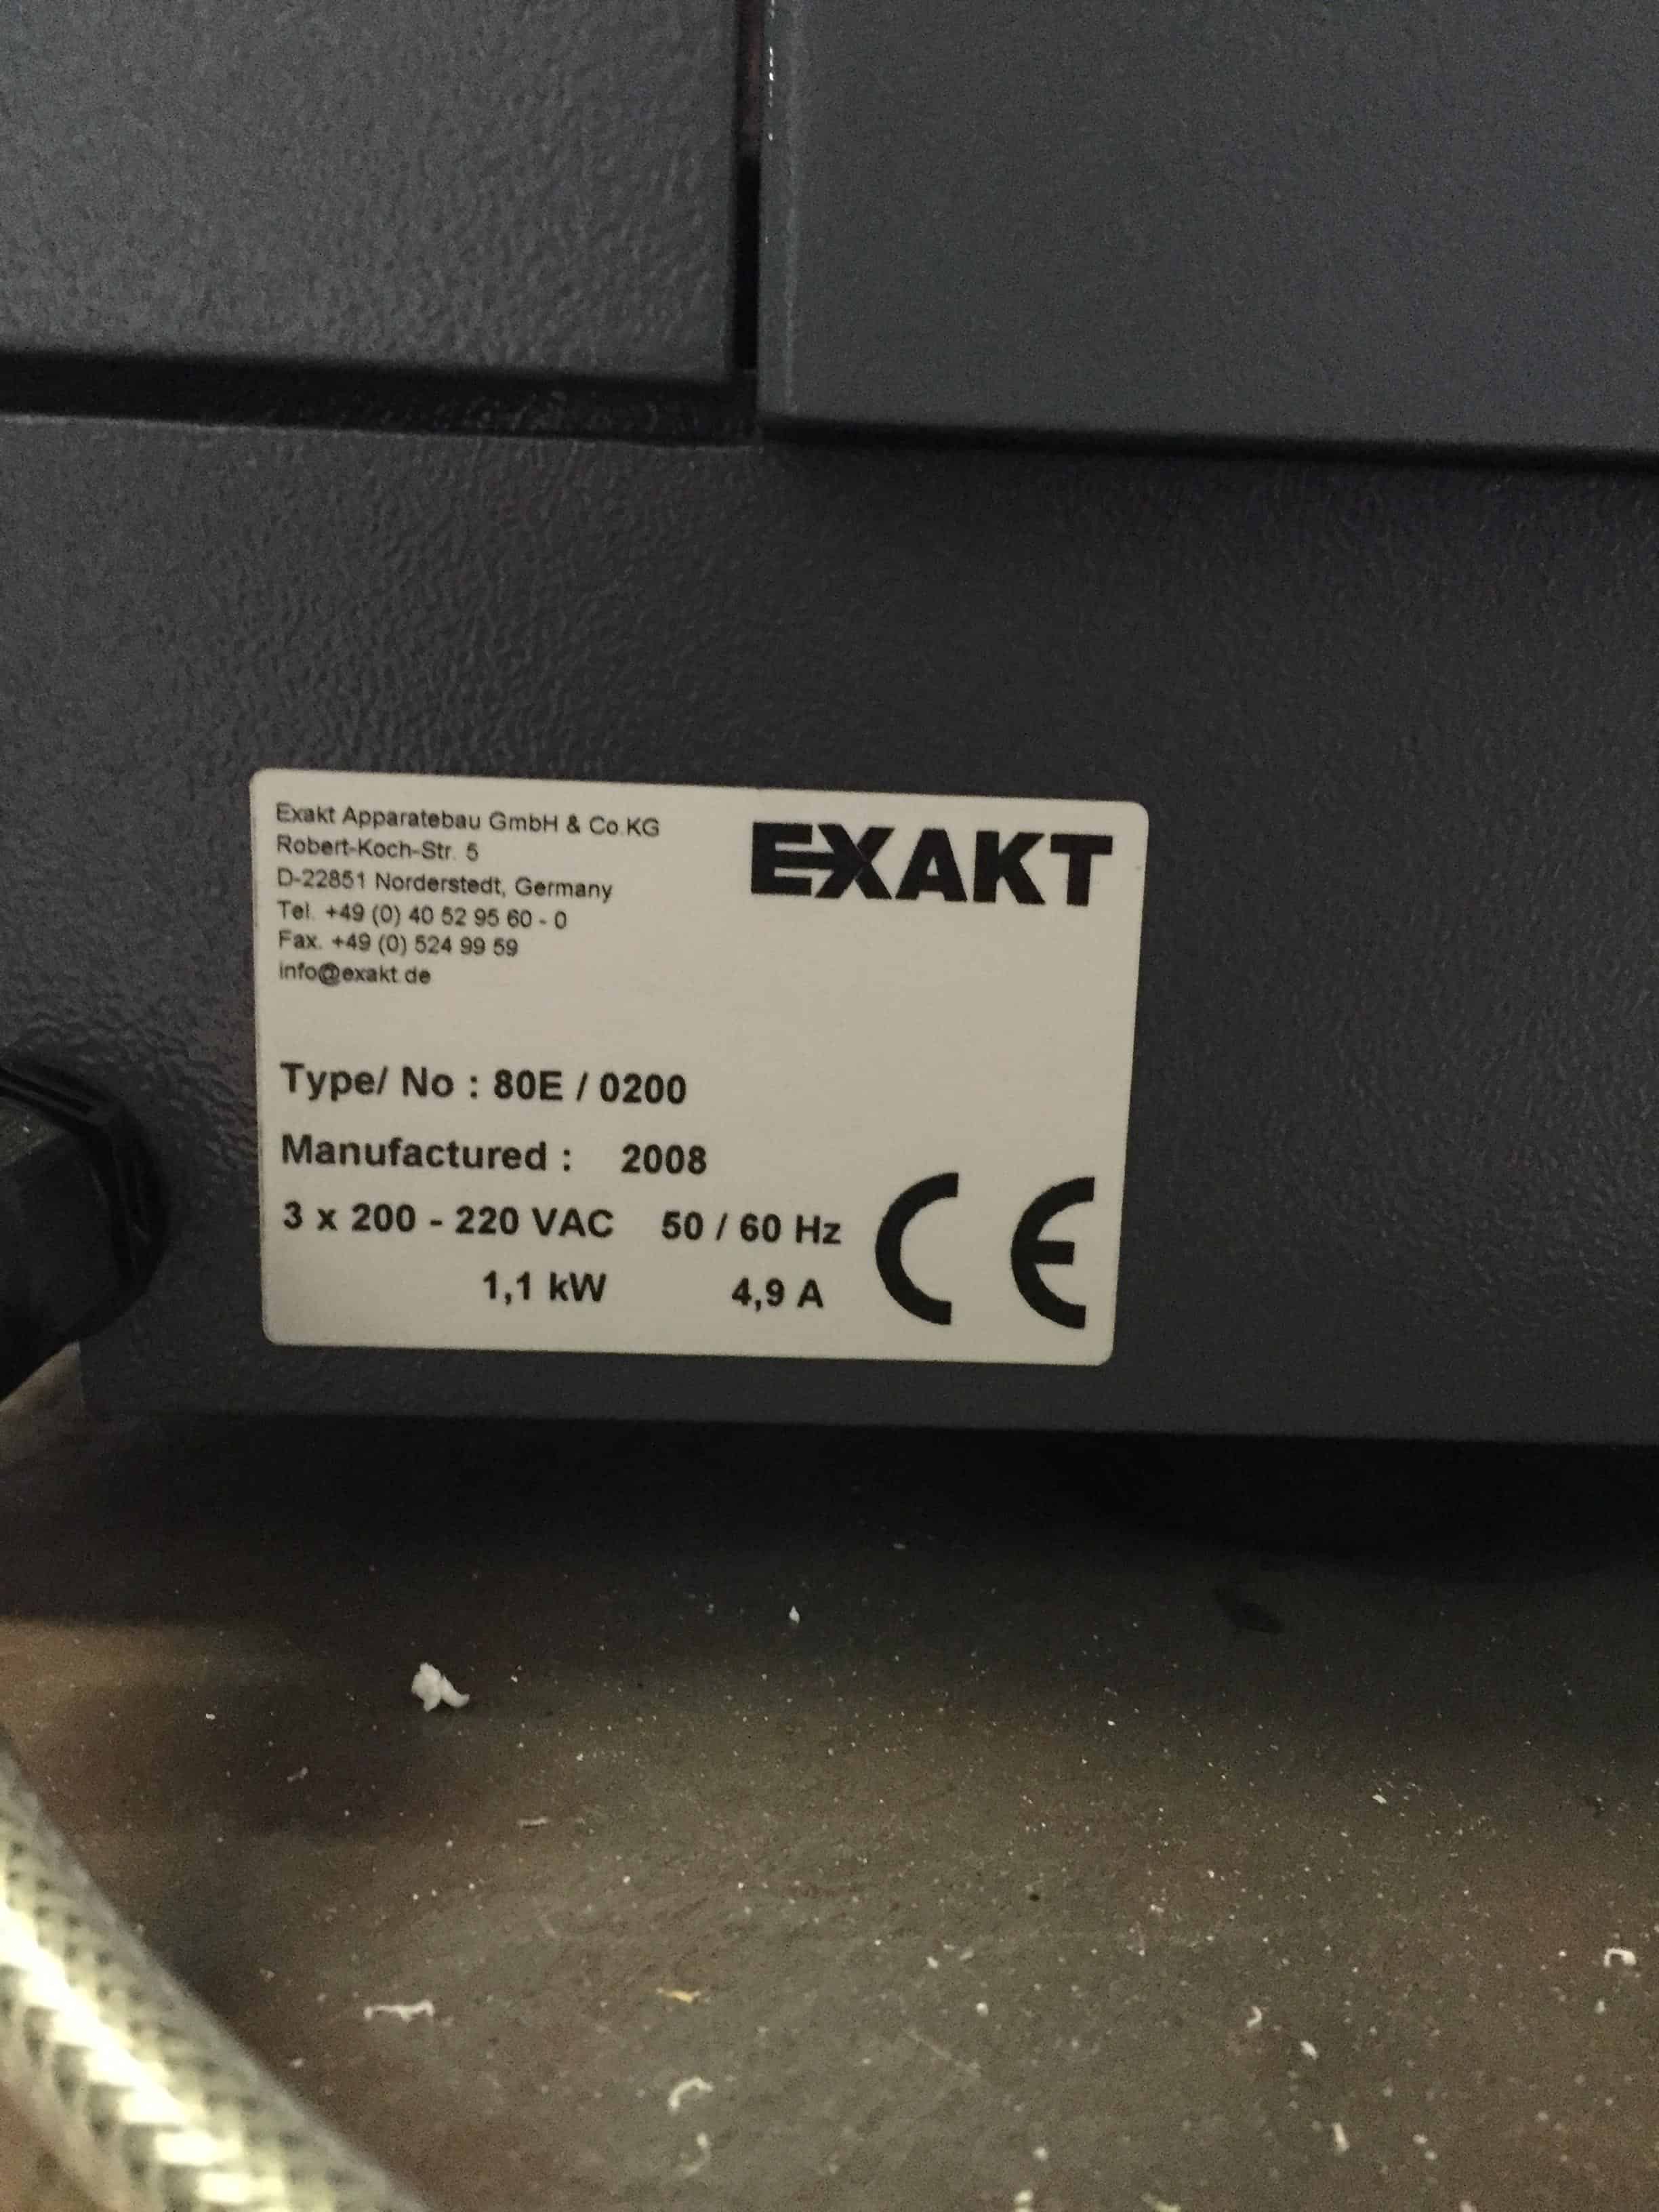 Exakt Apparatebau GmbH & Co.KG
Robert-Koch-Str. 5
D-22851 Norderstedt, Germany
Tel. +49 (0) 40 52 95 60 - 0
Fax. +49 (0) 524 99 59
info@exakt.de
EXAKT
Type/ No : 80E / 0200
Manufactured : 2008
3 x 200 - 220 VAC 50 / 60 Hz
1,1 kW 4,9 A
CE